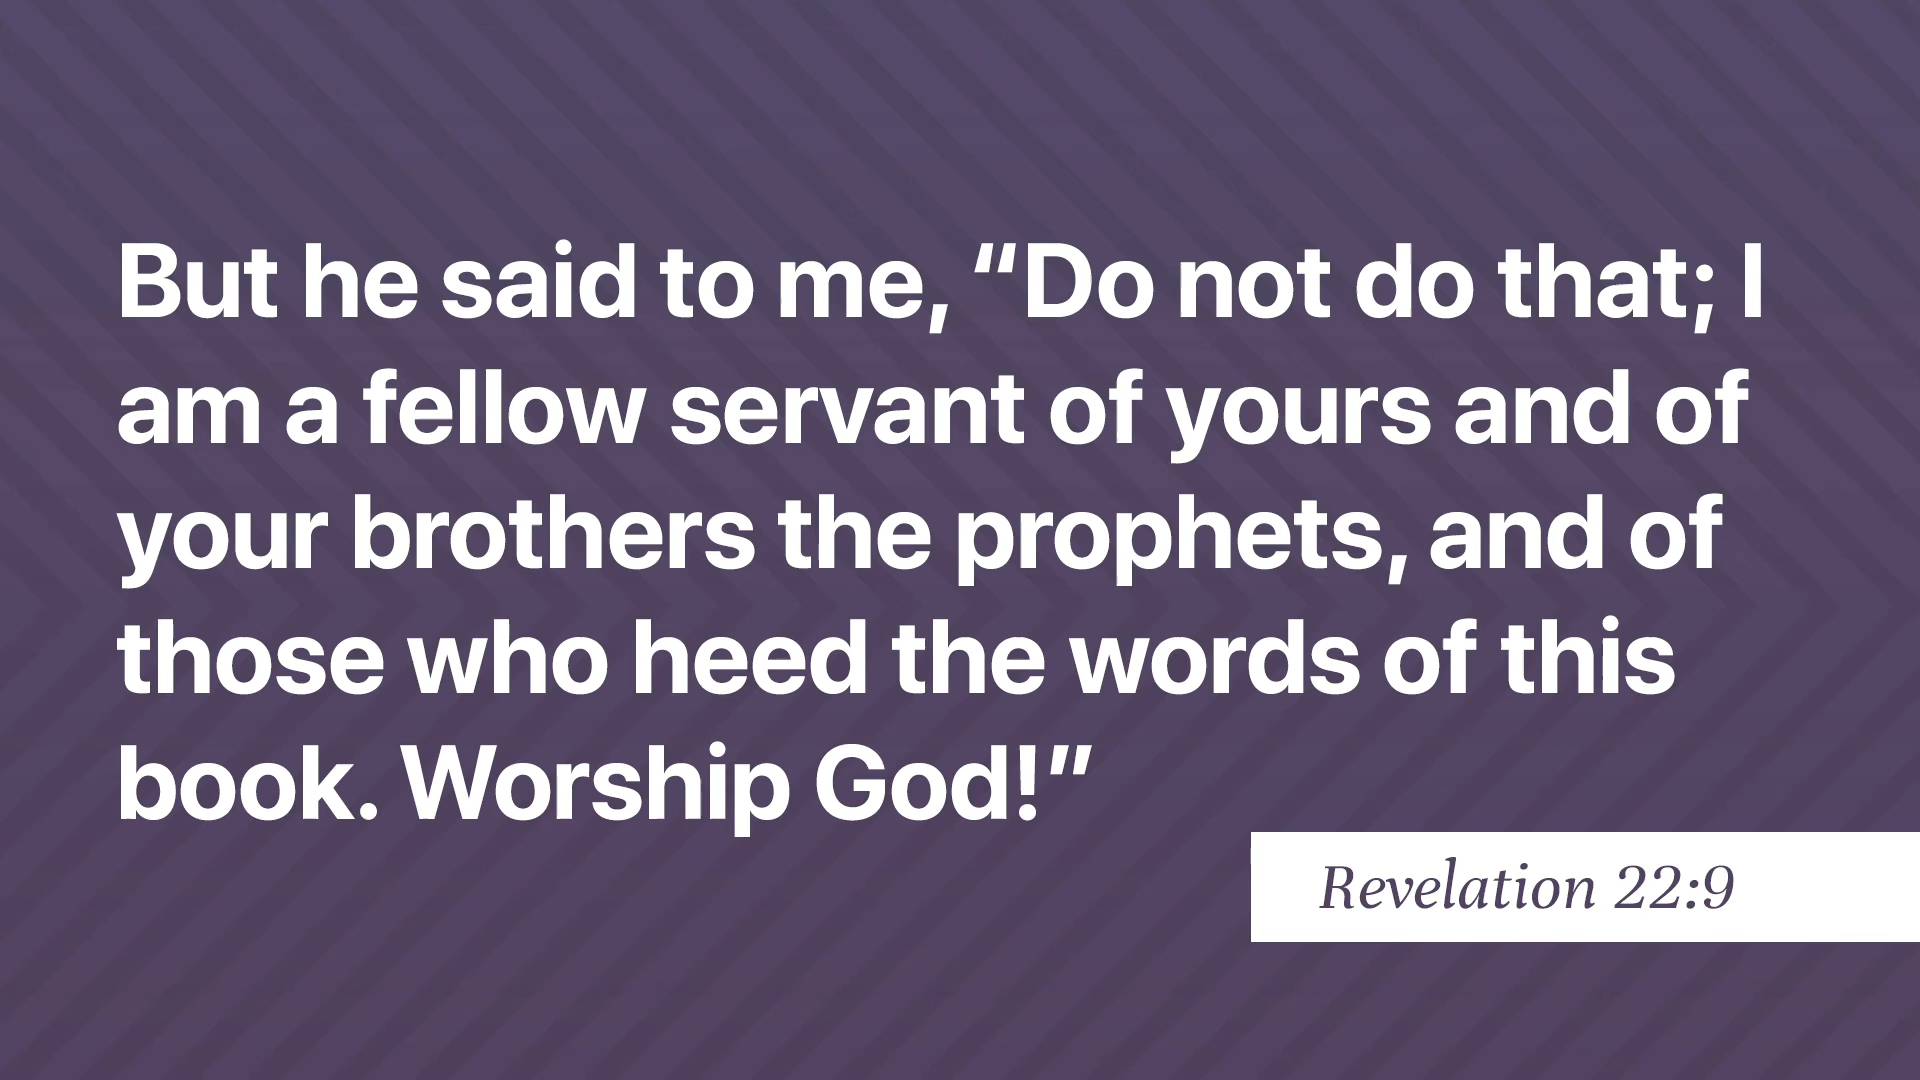 But he said to me, “Do not do that; I
am a fellow servant of yours and of
your brothers the prophets, and of
those who heed the words of this
book. Worship God!”
Revelation 22:9